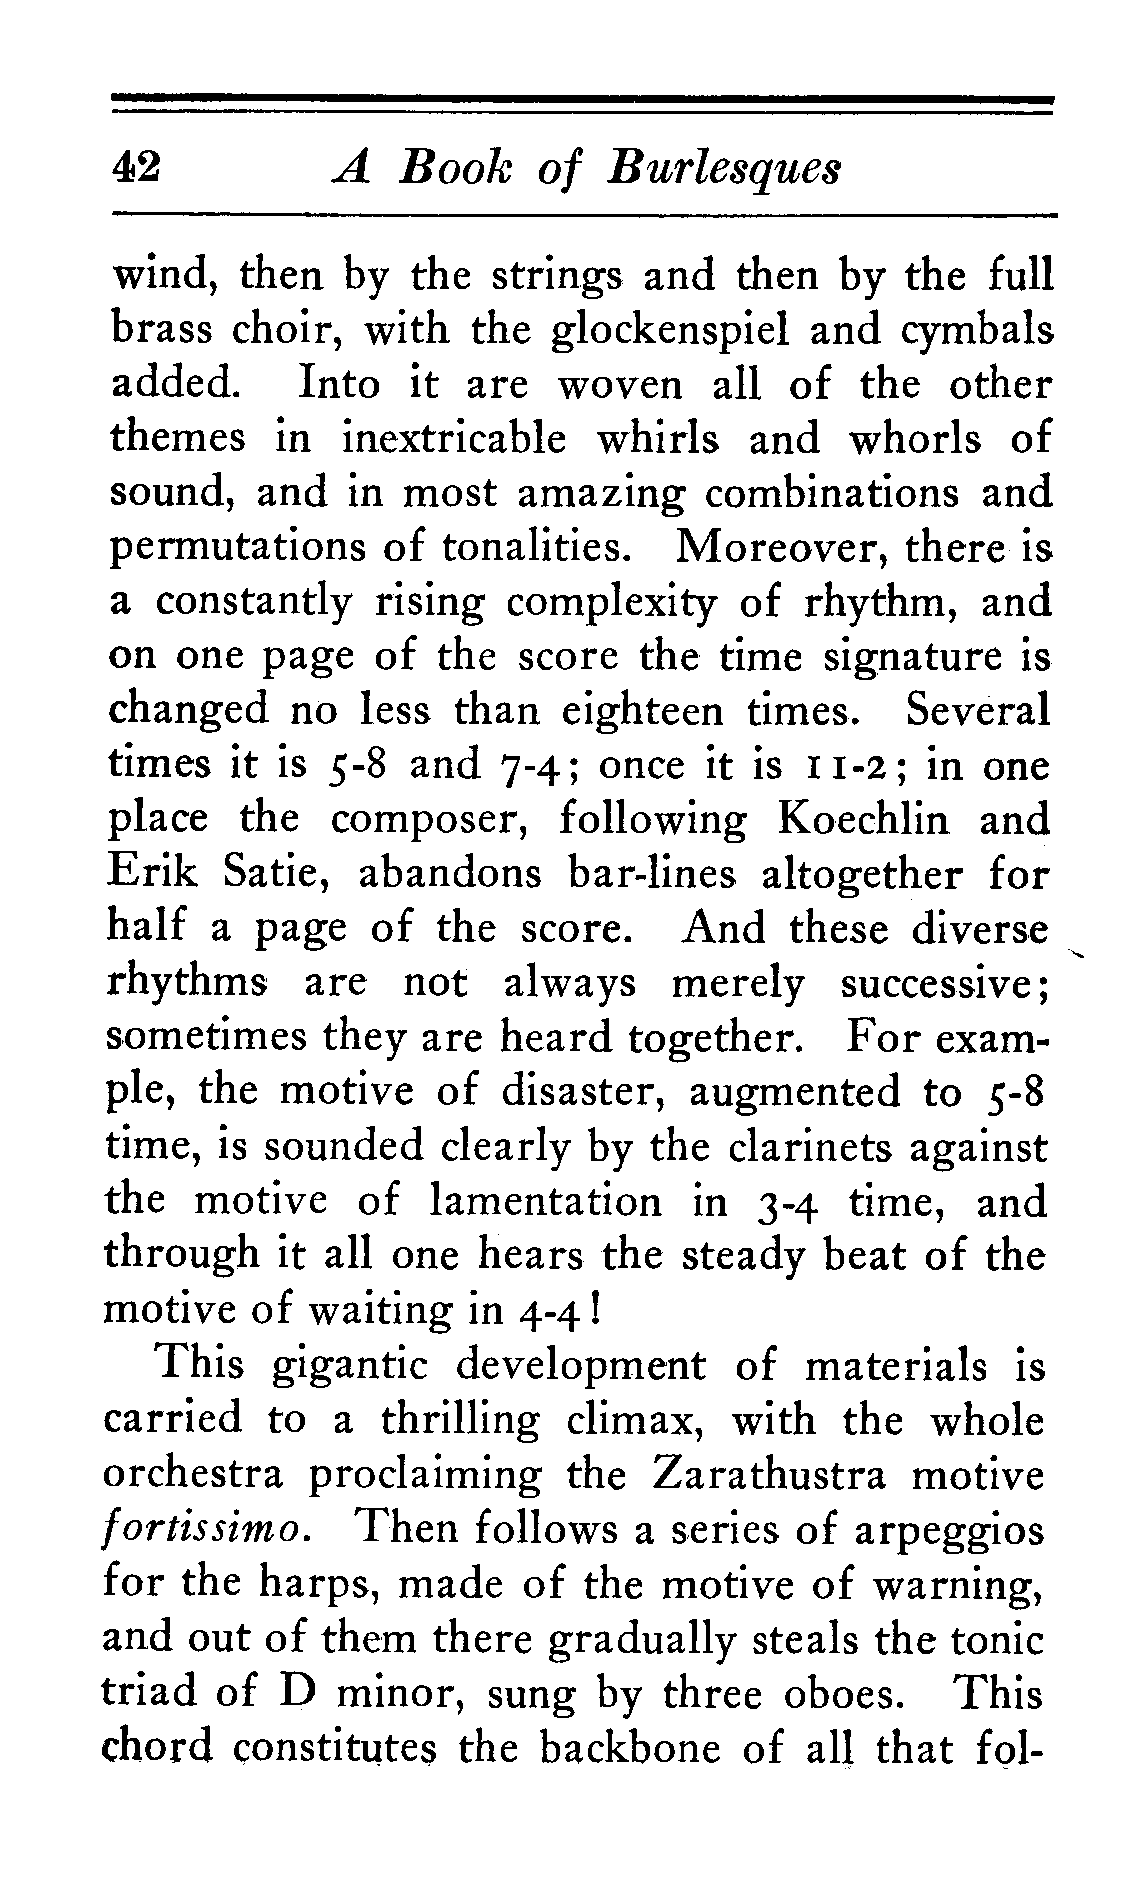 42 A Book of Burlesques
wind, then by the strings and then by the full
brass choir, with the glockenspiel and cymbals
added. Into it are woven all of the other
themes in inextricable whirls and whorls of
sound, and in most amazing combinations and
permutations of tonalities. Moreover, there is
a constantly rising complexity of rhythm, and
on one page of the score the time signature is
changed no less than eighteen times. Several
times it is 5-8 and 7-4; once it is 11-2; in one
place the composer, following Koechlin and
Erik Satie, abandons bar-lines altogether for
half a page of the score. And these diverse
rhythms are not always merely successive;
sometimes they are heard together. For exam-
ple, the motive of disaster, augmented to 5-8
time, is sounded clearly by the clarinets against
the motive of lamentation in 3-4 time, and
through it all one hears the steady beat of the
motive of waiting in 4-4!
This gigantic development of materials is
carried to a thrilling climax, with the whole
orchestra proclaiming the Zarathustra motive
fortissimo. Then follows a series of arpeggios
for the harps, made of the motive of warning,
and out of them there gradually steals the tonic
triad of D minor, sung by three oboes. This
chord constitutes the backbone of all that fol-